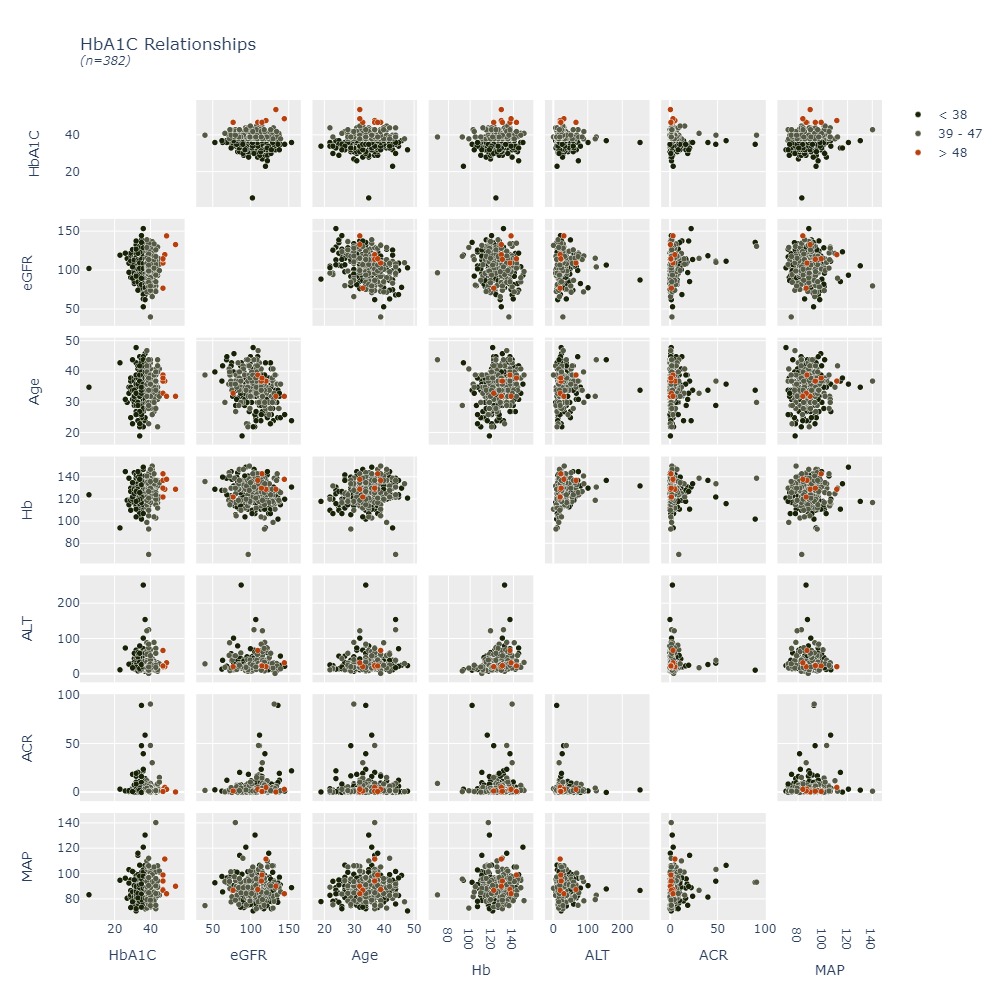 HbA1C Relationships
(n=382)
< 38
39 - 47
> 48
HbA1C
40
20
eGFR
150
100
50
Age
50
40
30
20
Hb
140
120
100
80
ALT
200
100
0
ACR
100
50
0
MAP
140
120
100
80
20 40
50 100 150
20 30 40 50
80 100 120 140
0 100 200
0 50 100
80 100 120 140
HbA1C
eGFR
Age
Hb
ALT
ACR
MAP